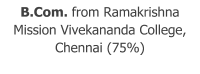 B.Com. from Ramakrishna
Mission Vivekananda College,
Chennai (75%)